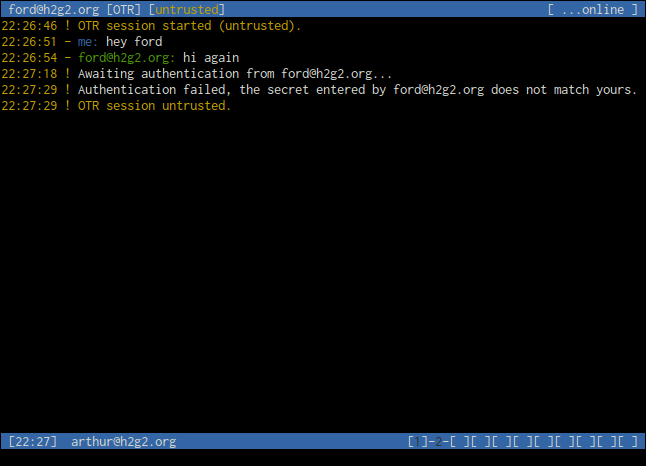 ford@h2g2.org [OTR] [untrusted] [ ...online ]
22:26:46 ! OTR session started (untrusted).
22:26:51 - me: hey ford
22:26:54 - ford@h2g2.org: hi again
22:27:18 ! Awaiting authentication from ford@h2g2.org...
22:27:29 ! Authentication failed, the secret entered by ford@h2g2.org does not match yours.
22:27:29 ! OTR session untrusted.
[22:27] arthur@h2g2.org [1]-2-[ ][ ][ ][ ][ ][ ][ ][ ][ ]